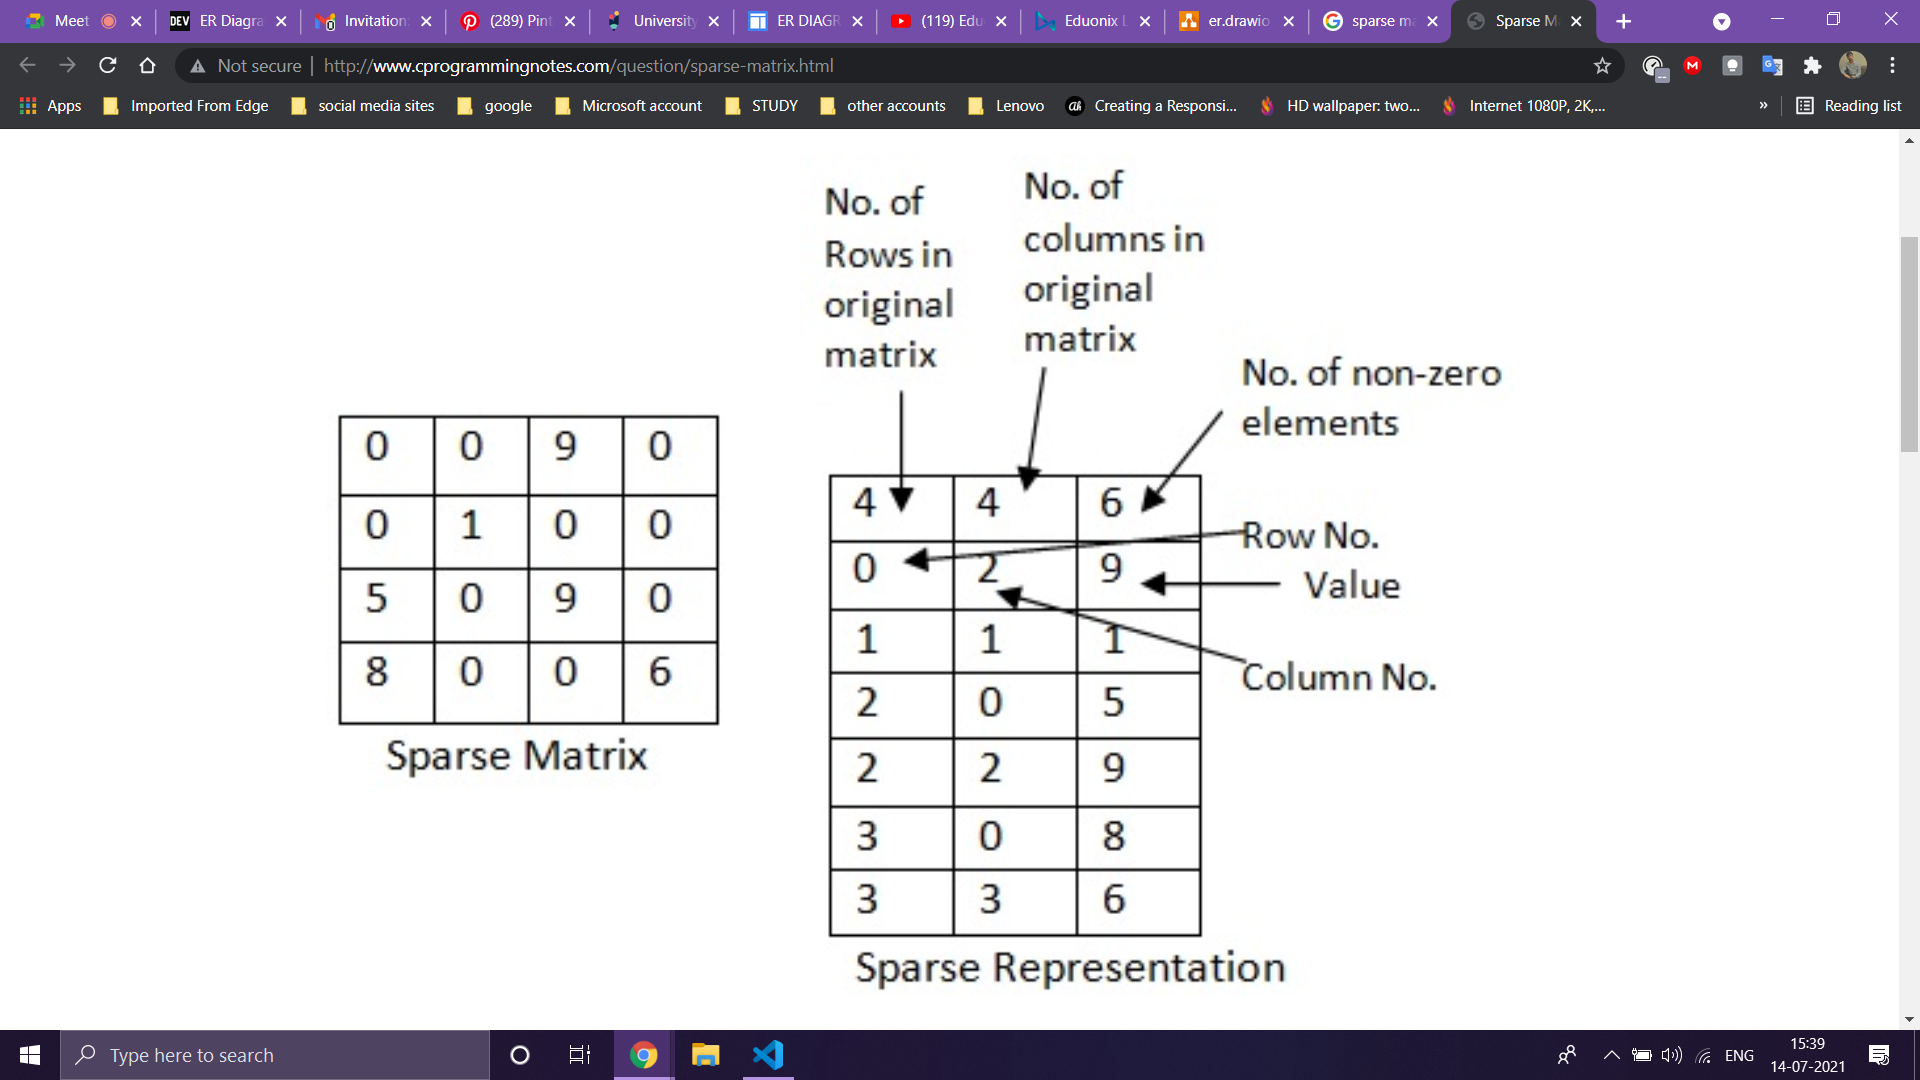 Meet
ER Diagra
Invitation:
(289) Pint
University
ER DIAGR
(119) Edu
Eduonix L
er.drawio
sparse ma
Sparse M
Not secure | http://www.cprogrammingnotes.com/question/sparse-matrix.html
Apps Imported From Edge social media sites google Microsoft account STUDY other accounts Lenovo Creating a Responsi... HD wallpaper: two... Internet 1080P, 2K,... » Reading list
No. of
Rows in
original
matrix
No. of
columns in
original
matrix
No. of non-zero
elements
0 0 9 0
0 1 0 0
5 0 9 0
8 0 0 6
Sparse Matrix
4 4 6
0 2 9
1 1 1
2 0 5
2 2 9
3 0 8
3 3 6
Row No.
Value
Column No.
Sparse Representation
Type here to search
ENG
15:39
14-07-2021